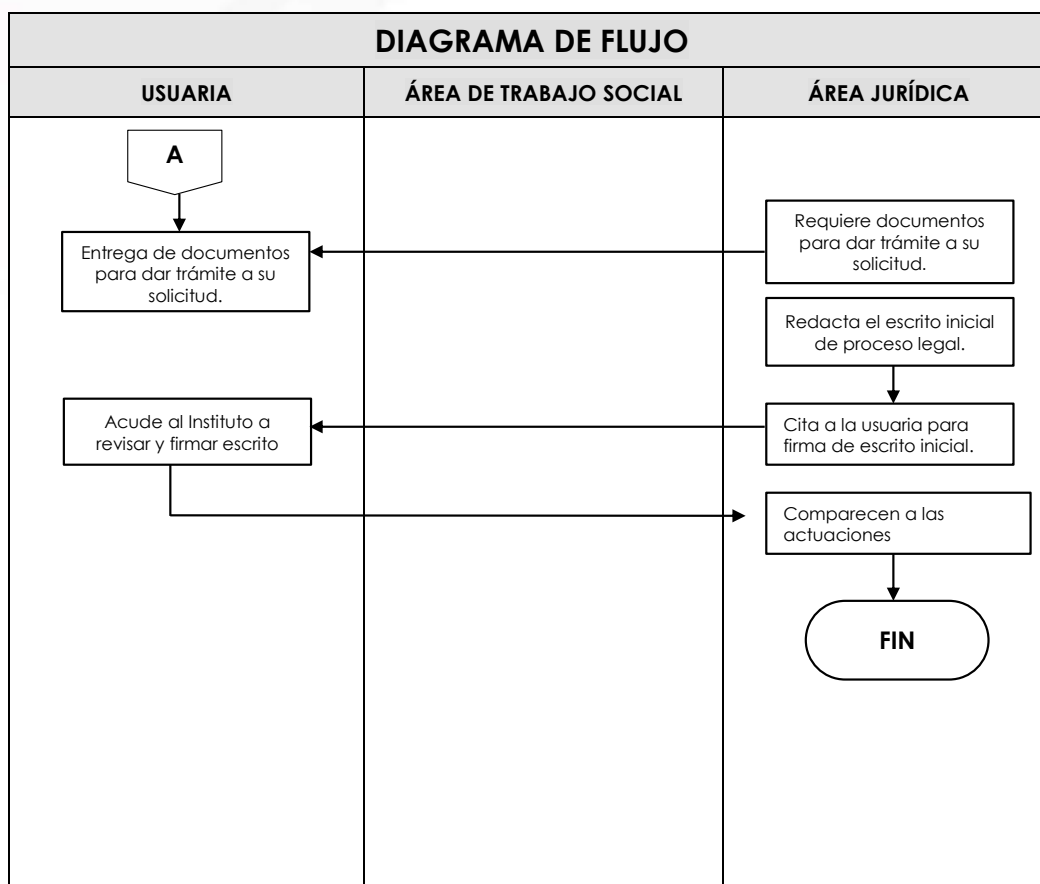 DIAGRAMA DE FLUJO
USUARIA
ÁREA DE TRABAJO SOCIAL
ÁREA JURÍDICA
A
Requiere documentos
para dar trámite a su
solicitud.
Entrega de documentos
para dar trámite a su
solicitud.
Redacta el escrito inicial
de proceso legal.
Acude al Instituto a
revisar y firmar escrito
Cita a la usuaria para
firma de escrito inicial.
Comparecen a las
actuaciones
FIN